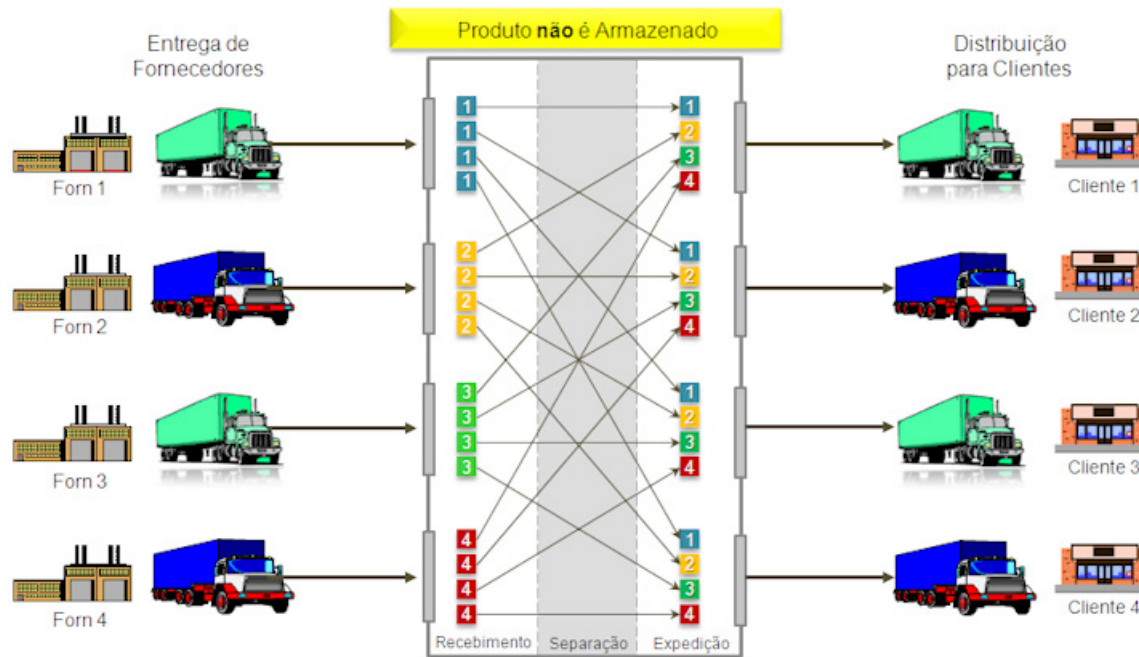 Produto não é Armazenado
Entrega de
Fornecedores
Distribuição
para Clientes
Forn 1
1
1
1
1
1
2
3
4
Cliente 1
Forn 2
2
2
2
2
1
2
3
4
Cliente 2
Forn 3
3
3
3
3
1
2
3
4
Cliente 3
Forn 4
4
4
4
4
1
2
3
4
Cliente 4
Recebimento
Separação
Expedição